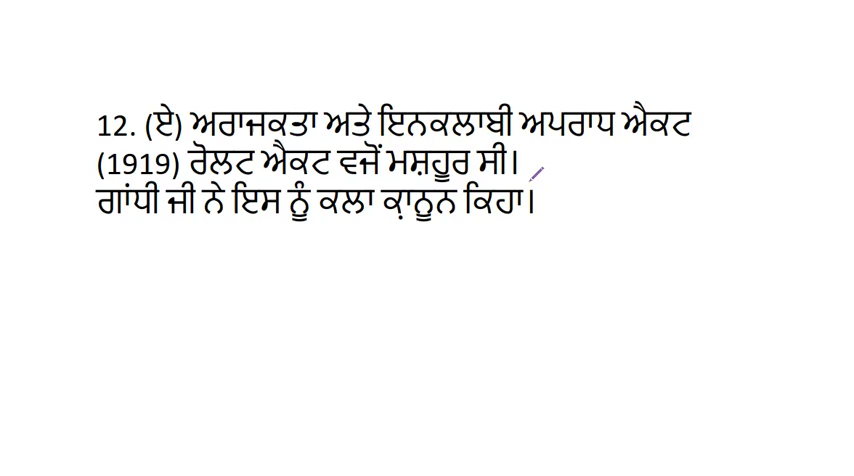 12. (ਏ) ਅਰਾਜਕਤਾ ਅਤੇ ਇਨਕਲਾਬੀ ਅਪਰਾਧ ਐਕਟ
(1919) ਰੋਲਟ ਐਕਟ ਵਜੋਂ ਮਸ਼ਹੂਰ ਸੀ।
ਗਾਂਧੀ ਜੀ ਨੇ ਇਸ ਨੂੰ ਕਲਾ ਕਾ਼ਨੂਨ ਕਿਹਾ।